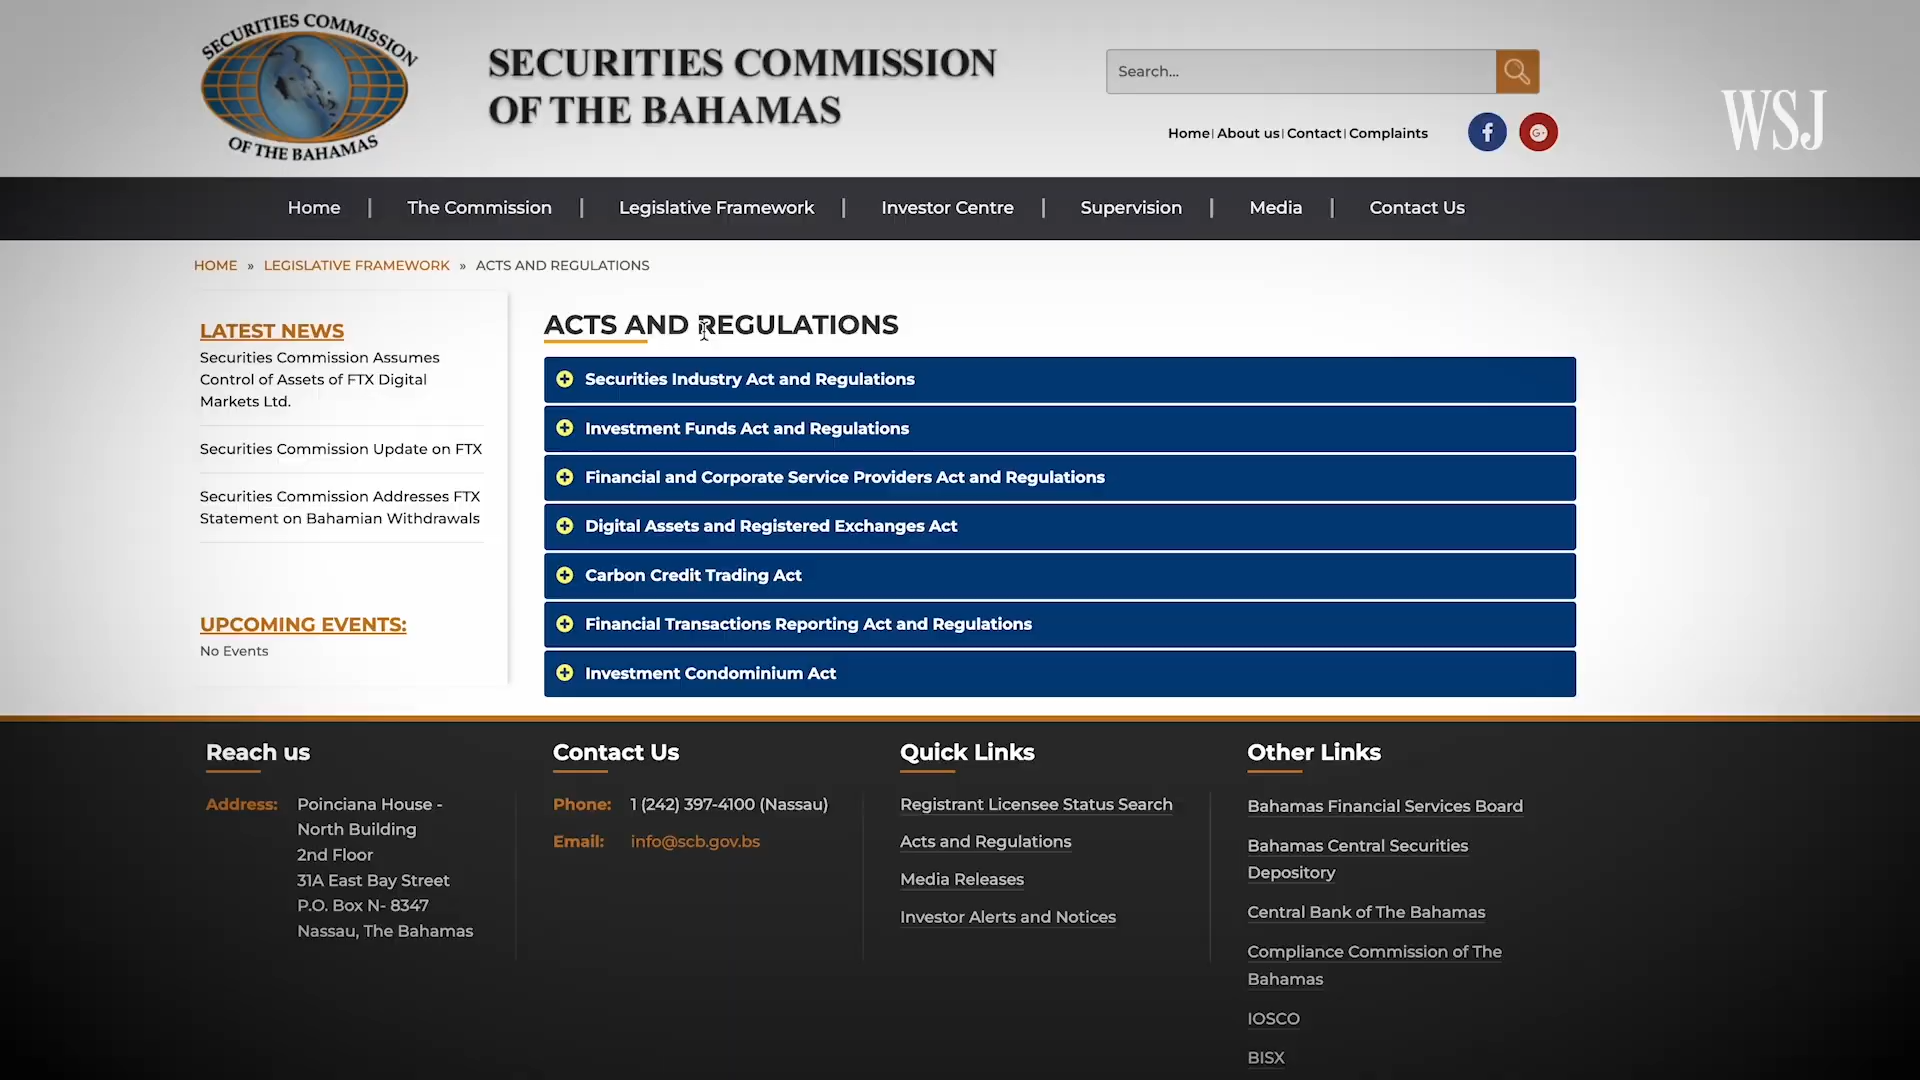 SECURITIES COMMISSION
OF THE BAHAMAS
SECURITIES COMMISSION
OF THE BAHAMAS
Search...
Home | About us | Contact | Complaints
f
G+
WSJ
Home | The Commission | Legislative Framework | Investor Centre | Supervision | Media | Contact Us
HOME » LEGISLATIVE FRAMEWORK » ACTS AND REGULATIONS
LATEST NEWS
Securities Commission Assumes
Control of Assets of FTX Digital
Markets Ltd.
Securities Commission Update on FTX
Securities Commission Addresses FTX
Statement on Bahamian Withdrawals
UPCOMING EVENTS:
No Events
ACTS AND REGULATIONS
Securities Industry Act and Regulations
Investment Funds Act and Regulations
Financial and Corporate Service Providers Act and Regulations
Digital Assets and Registered Exchanges Act
Carbon Credit Trading Act
Financial Transactions Reporting Act and Regulations
Investment Condominium Act
Reach us
Address: Poinciana House -
North Building
2nd Floor
31A East Bay Street
P.O. Box N- 8347
Nassau, The Bahamas
Contact Us
Phone: 1 (242) 397-4100 (Nassau)
Email: info@scb.gov.bs
Quick Links
Registrant Licensee Status Search
Acts and Regulations
Media Releases
Investor Alerts and Notices
Other Links
Bahamas Financial Services Board
Bahamas Central Securities
Depository
Central Bank of The Bahamas
Compliance Commission of The
Bahamas
IOSCO
BISX